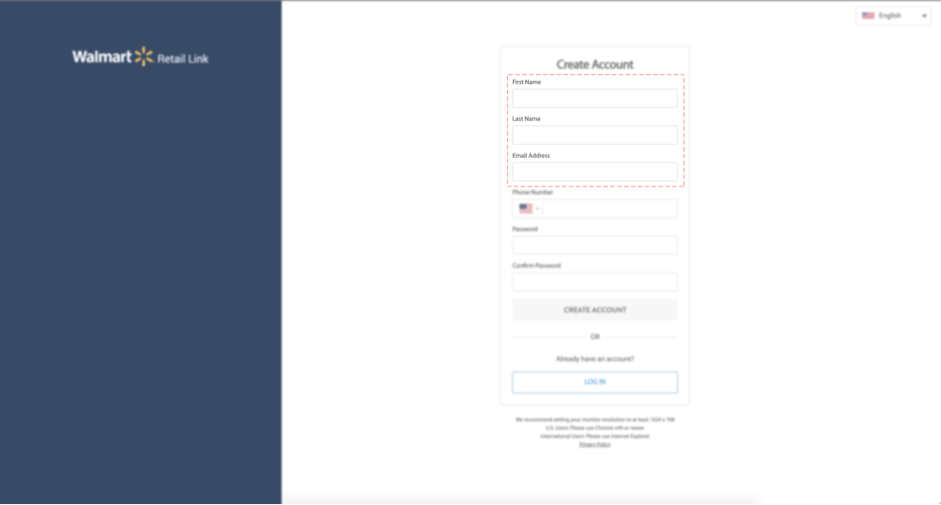 English
Walmart Retail Link
Create Account
First Name
Last Name
Email Address
Phone Number
Password
Confirm Password
CREATE ACCOUNT
OR
Already have an account?
LOG IN
We recommend setting your monitor resolution to at least 1024 x 768
U.S. Users: Please use Chrome v49 or newer
International Users: Please use Internet Explorer
Privacy Policy